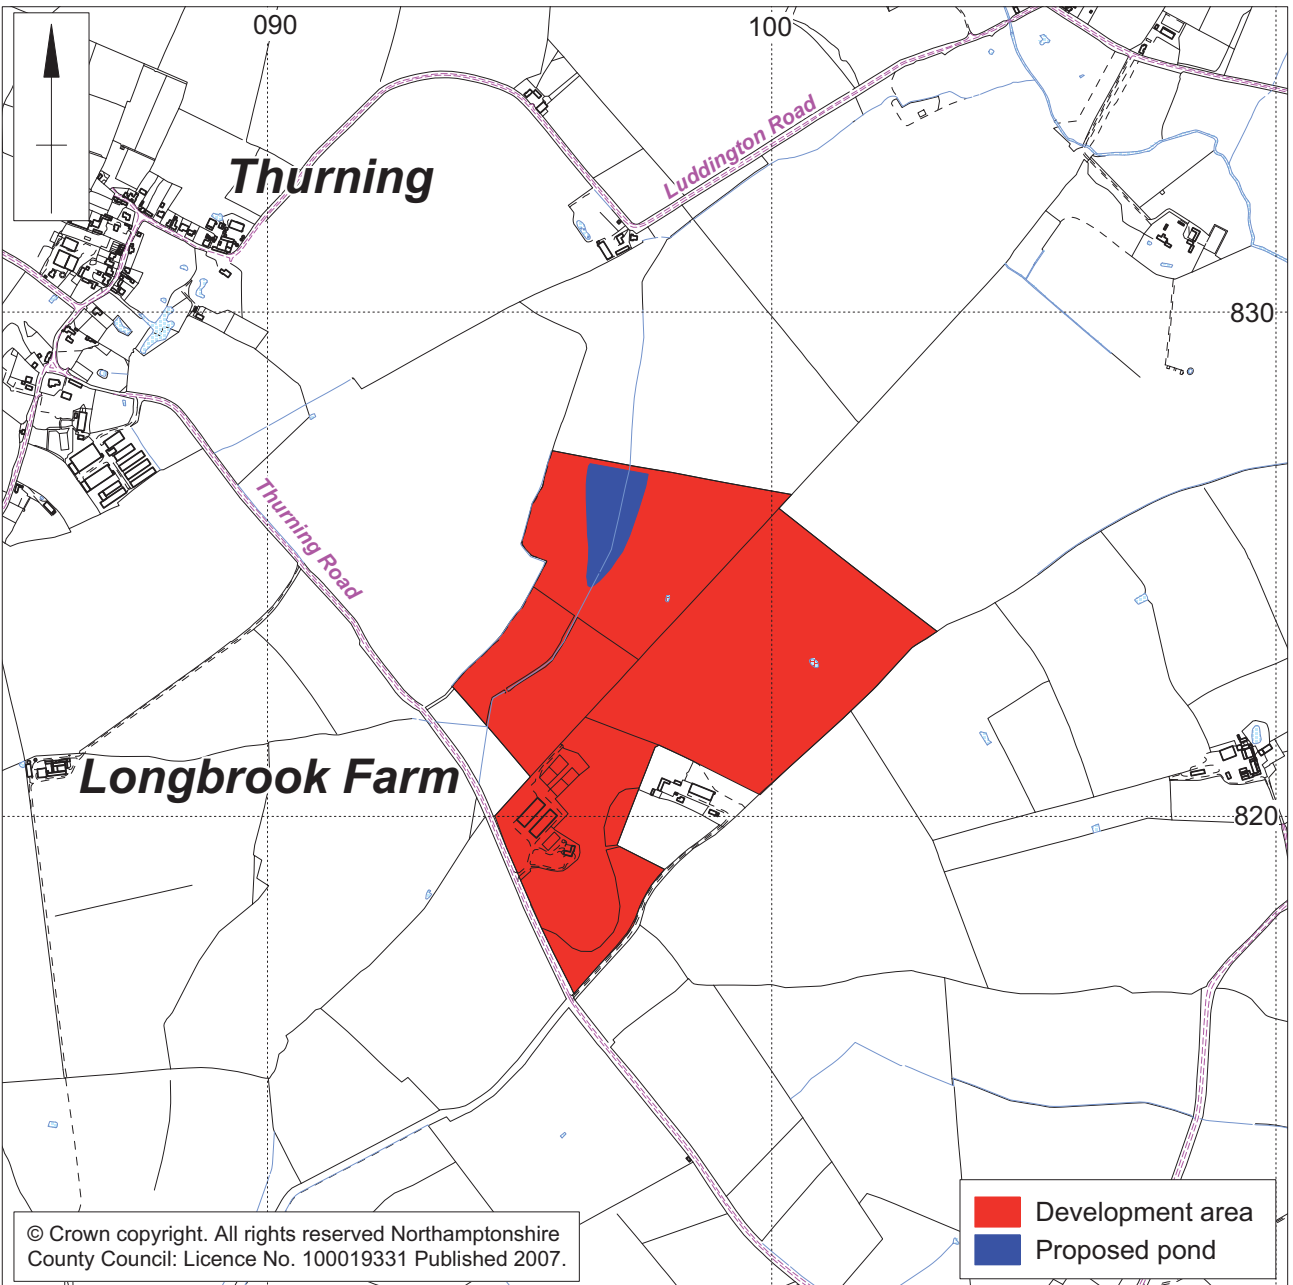 090
100
Thurning
Luddington Road
830
Thurning Road
Longbrook Farm
820
Development area
Proposed pond
© Crown copyright. All rights reserved Northamptonshire
County Council: Licence No. 100019331 Published 2007.